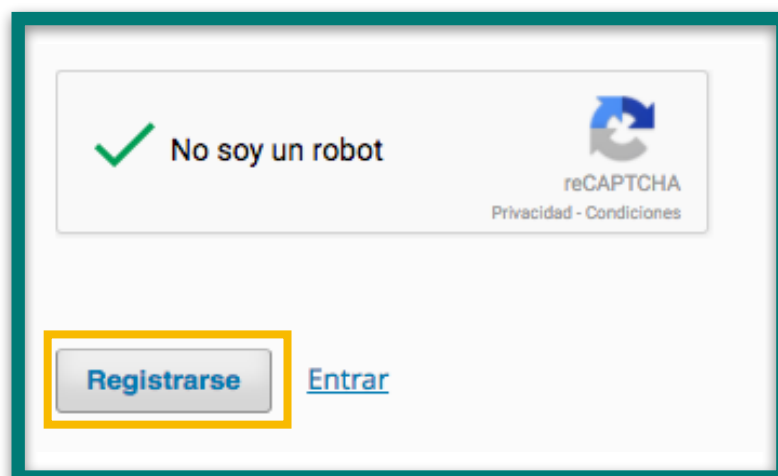 No soy un robot
reCAPTCHA
Privacidad - Condiciones
Registrarse Entrar